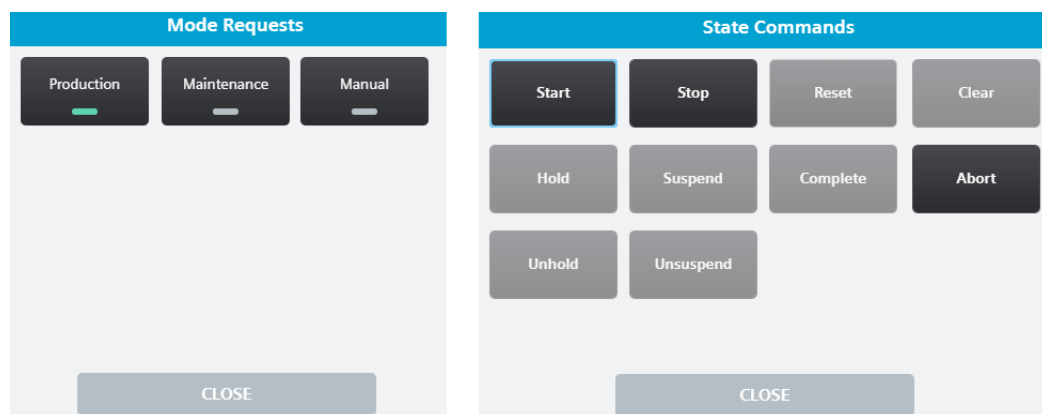 Mode Requests
Production Maintenance Manual
CLOSE
State Commands
Start Stop Reset Clear
Hold Suspend Complete Abort
Unhold Unsuspend
CLOSE